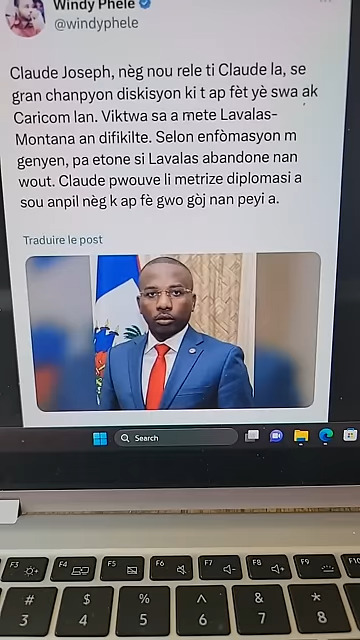 Windy Phele
@windyphele
Claude Joseph, nèg nou rele ti Claude la, se
gran chanpyon diskisyon ki t ap fèt yè swa ak
Caricom lan. Viktwa sa a mete Lavalas-
Montana an difikilte. Selon enfòmasyon m
genyen, pa etone si Lavalas abandone nan
wout. Claude pwouve li metrize diplomasi a
sou anpil nèg k ap fè gwo gòj nan peyi a.
Traduire le post
Search
F3 F4 F5 F6 F7 F8 F9 F10
# $ % ^ & *
3 4 5 6 7 8